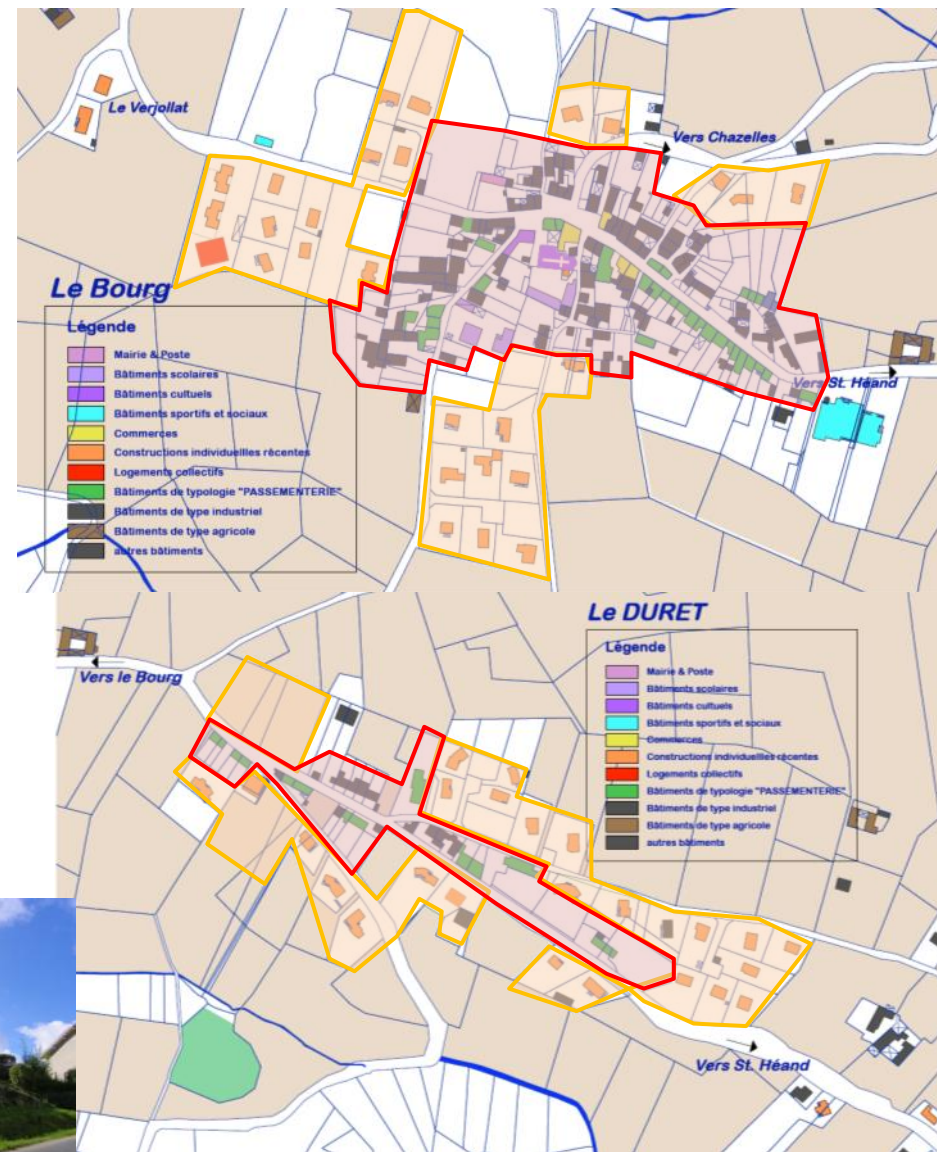 Le Verjollat
Vers Chazelles
Le Bourg
Légende
Mairie & Poste
Bâtiments scolaires
Bâtiments cultuels
Bâtiments sportifs et sociaux
Commerces
Constructions individuelles récentes
Logements collectifs
Bâtiments de typologie "PASSEMENTERIE"
Bâtiments de type industriel
Bâtiments de type agricole
autres bâtiments
Vers St. Héand
Le DURET
Légende
Mairie & Poste
Bâtiments scolaires
Bâtiments cultuels
Bâtiments sportifs et sociaux
Commerces
Constructions individuelles récentes
Logements collectifs
Bâtiments de typologie "PASSEMENTERIE"
Bâtiments de type industriel
Bâtiments de type agricole
autres bâtiments
Vers le Bourg
Vers St. Héand